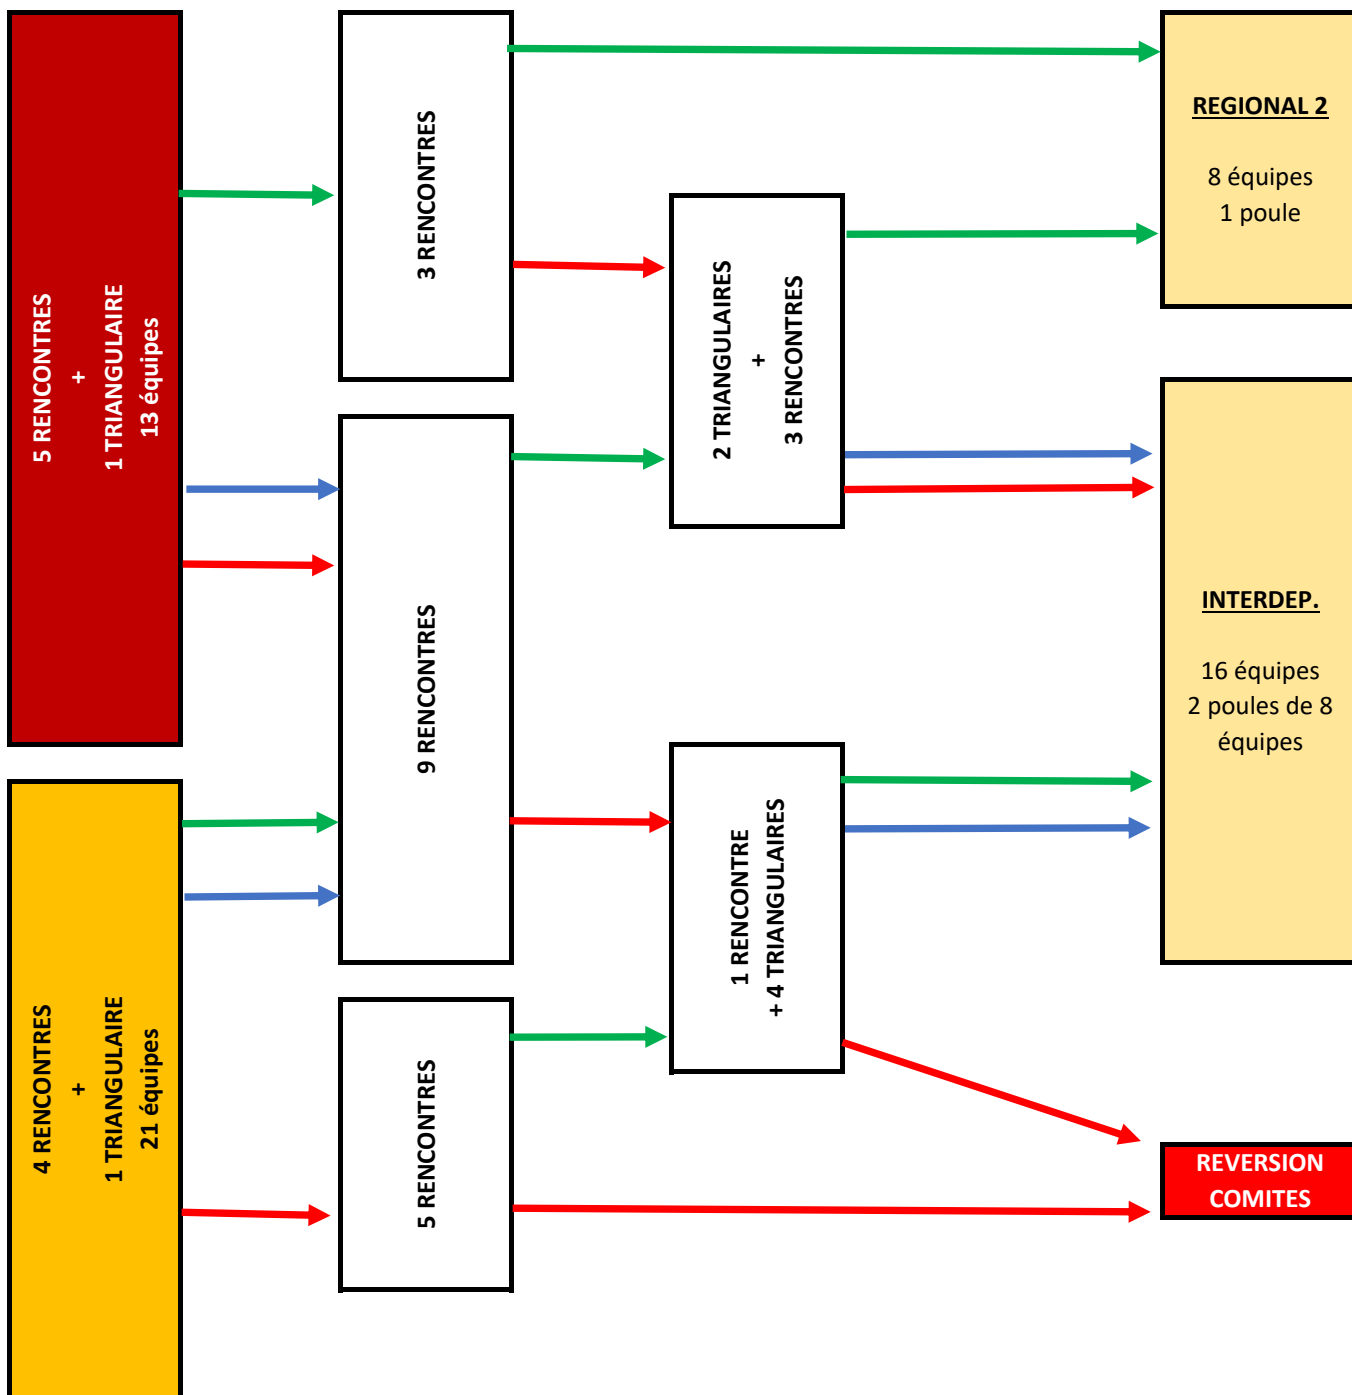 5 RENCONTRES
+
1 TRIANGULAIRE
13 équipes
4 RENCONTRES
+
1 TRIANGULAIRE
21 équipes
3 RENCONTRES
9 RENCONTRES
5 RENCONTRES
2 TRIANGULAIRES
+
3 RENCONTRES
1 RENCONTRE
+ 4 TRIANGULAIRES
REGIONAL 2
8 équipes
1 poule
INTERDEP.
16 équipes
2 poules de 8
équipes
REVERSION
COMITES